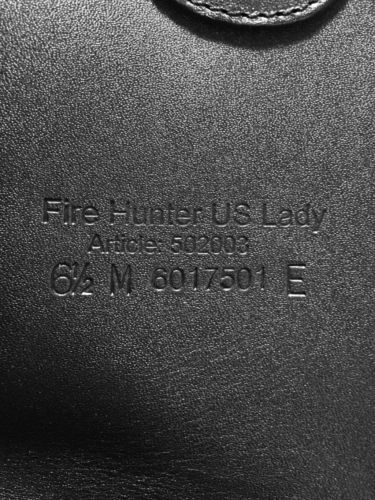 Fire Hunter US Lady
Article: 502003
6½ M 6017501 E